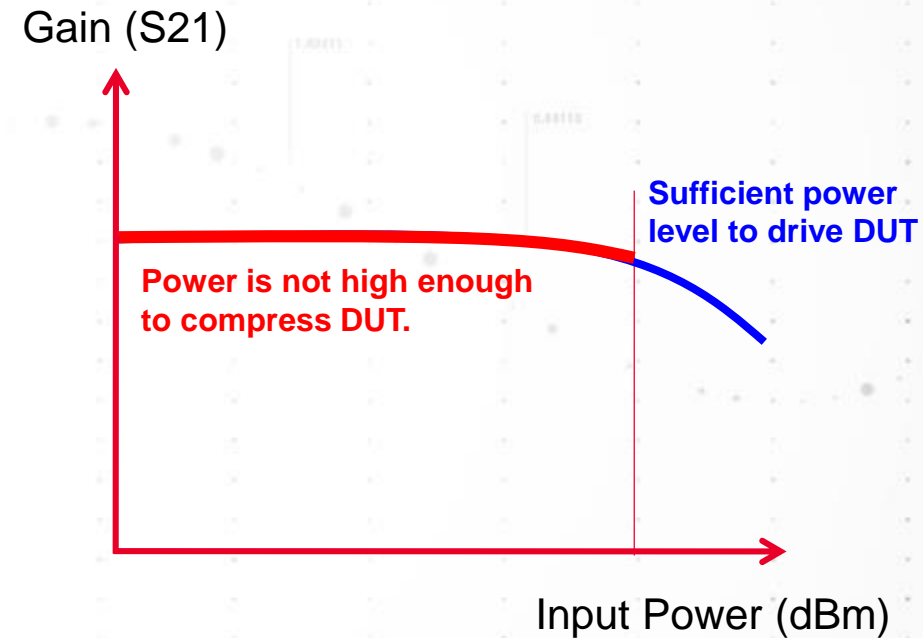 Gain (S21)
Sufficient power
level to drive DUT
Power is not high enough
to compress DUT.
Input Power (dBm)